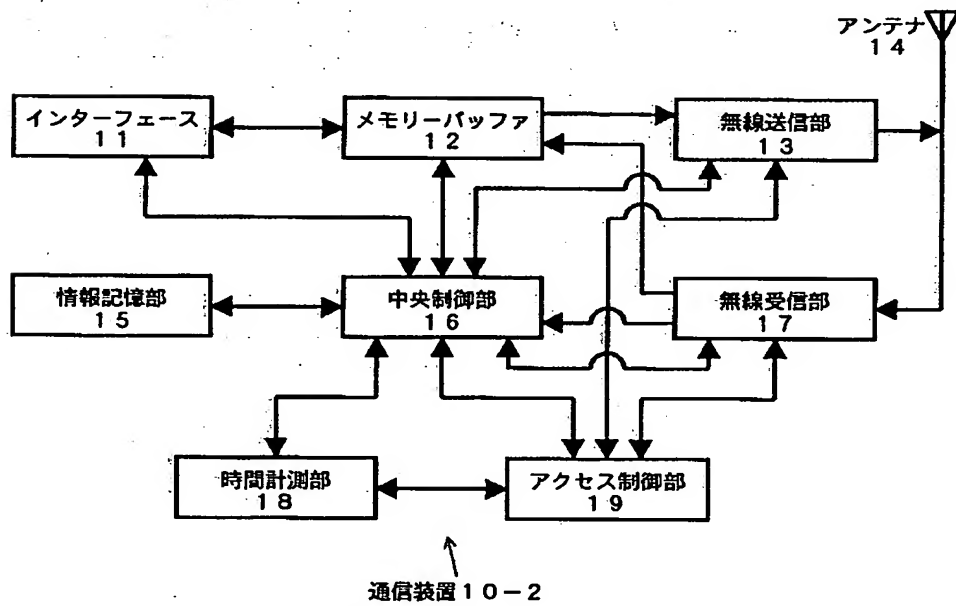 アンテナ
14
インターフェース
11
メモリーバッファ
12
無線送信部
13
情報記憶部
15
中央制御部
16
無線受信部
17
時間計測部
18
アクセス制御部
19
通信装置10-2